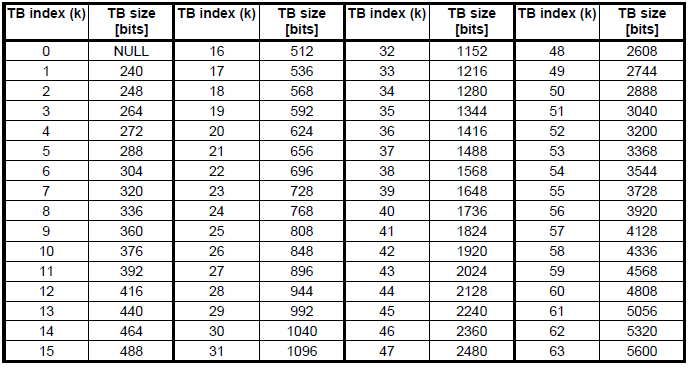 TB index (k) TB size [bits] TB index (k) TB size [bits] TB index (k) TB size [bits] TB index (k) TB size [bits]
0 NULL 16 512 32 1152 48 2608
1 240 17 536 33 1216 49 2744
2 248 18 568 34 1280 50 2888
3 264 19 592 35 1344 51 3040
4 272 20 624 36 1416 52 3200
5 288 21 656 37 1488 53 3368
6 304 22 696 38 1568 54 3544
7 320 23 728 39 1648 55 3728
8 336 24 768 40 1736 56 3920
9 360 25 808 41 1824 57 4128
10 376 26 848 42 1920 58 4336
11 392 27 896 43 2024 59 4568
12 416 28 944 44 2128 60 4808
13 440 29 992 45 2240 61 5056
14 464 30 1040 46 2360 62 5320
15 488 31 1096 47 2480 63 5600